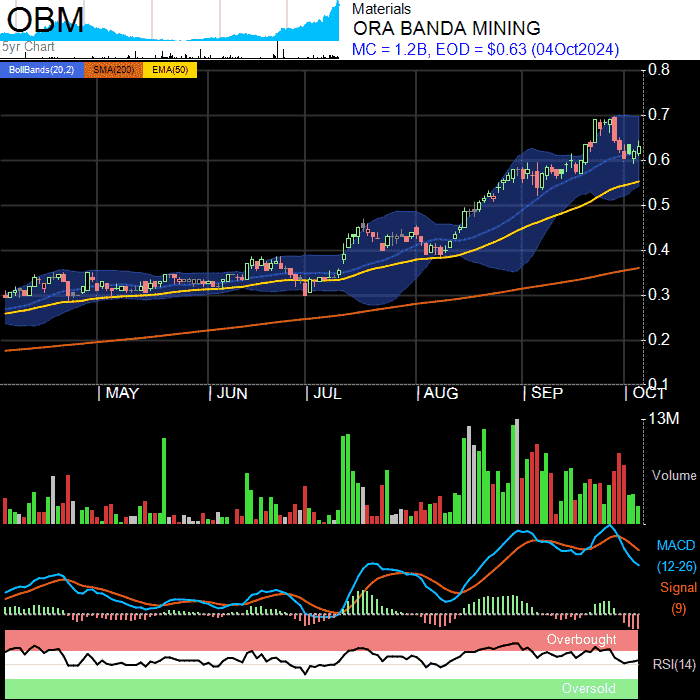 OBM
5yr Chart
Materials
ORA BANDA MINING
MC = 1.2B, EOD = $0.63 (04Oct2024)
BollBands(20,2) SMA(200) EMA(50)
0.8
0.7
0.6
0.5
0.4
0.3
0.2
0.1
MAY JUN JUL AUG SEP OCT
13M
Volume
MACD
(12-26)
Signal
(9)
Overbought
RSI(14)
Oversold